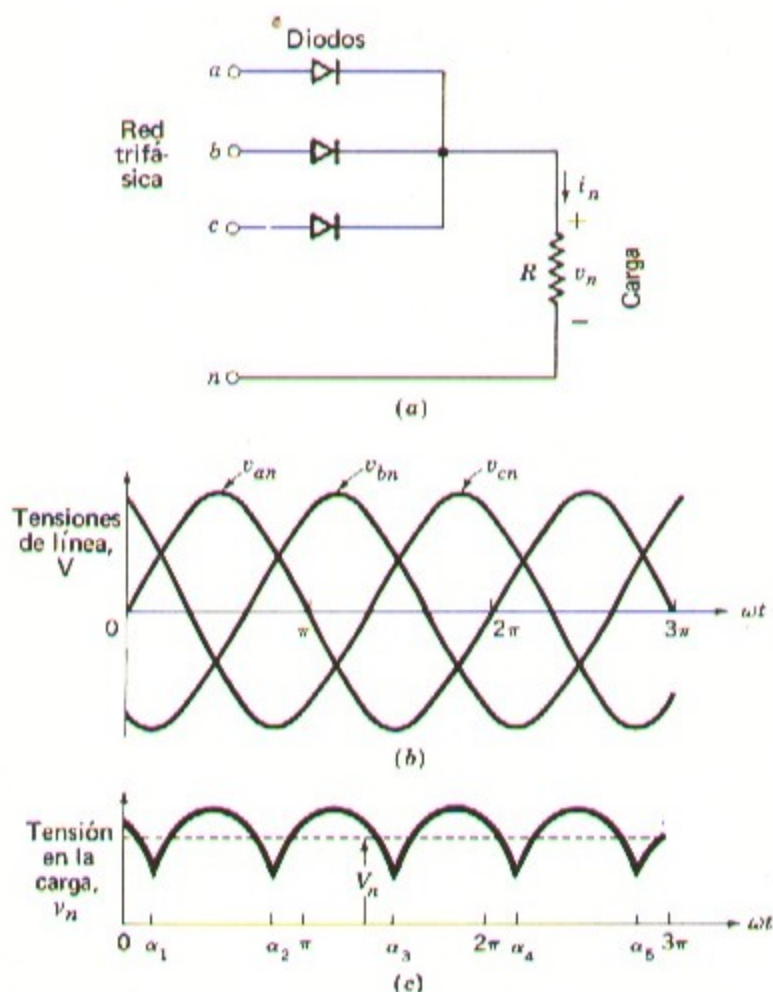 Diodos
a
Red
trifá-
sica
b
c
i_n
+
R
v_n
Carga
−
n
(a)
v_an
v_bn
v_cn
Tensiones
de línea,
V
0
π
2π
3π
ωt
(b)
Tensión
en la
carga,
v_n
V_n
0
α_1
α_2
π
α_3
2π
α_4
α_5
3π
ωt
(c)